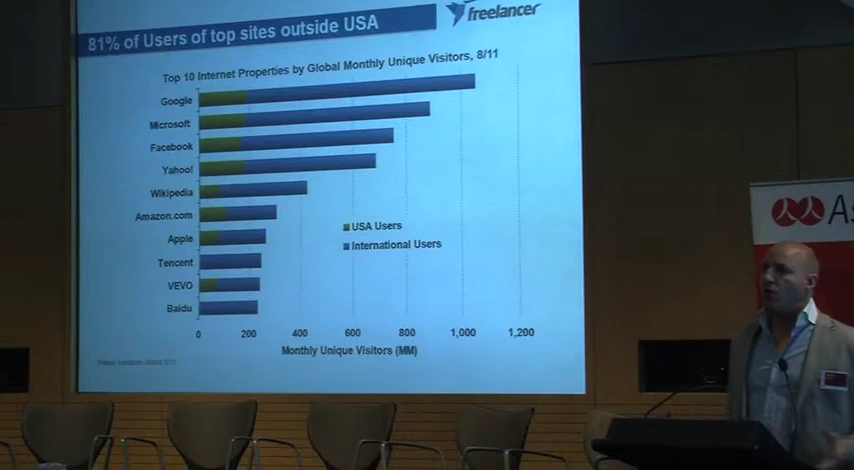 81% of Users of top sites outside USA
freelancer
Top 10 Internet Properties by Global Monthly Unique Visitors, 8/11
Google
Microsoft
Facebook
Yahoo!
Wikipedia
Amazon.com
Apple
Tencent
VEVO
Baidu
USA Users
International Users
0 200 400 600 800 1,000 1,200
Monthly Unique Visitors (MM)